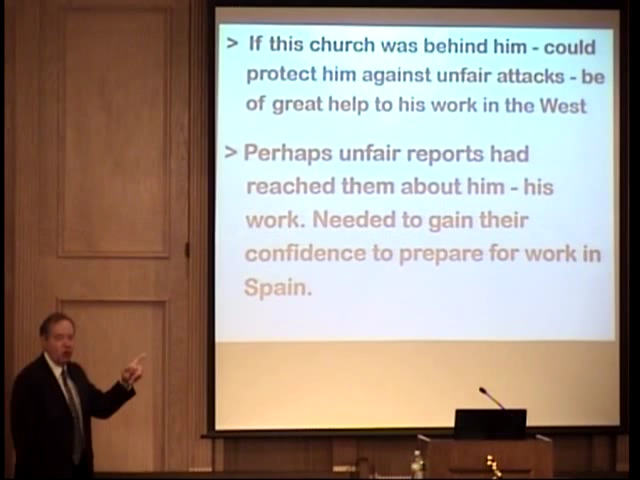 > If this church was behind him - could
protect him against unfair attacks - be
of great help to his work in the West
> Perhaps unfair reports had
reached them about him - his
work. Needed to gain their
confidence to prepare for work in
Spain.